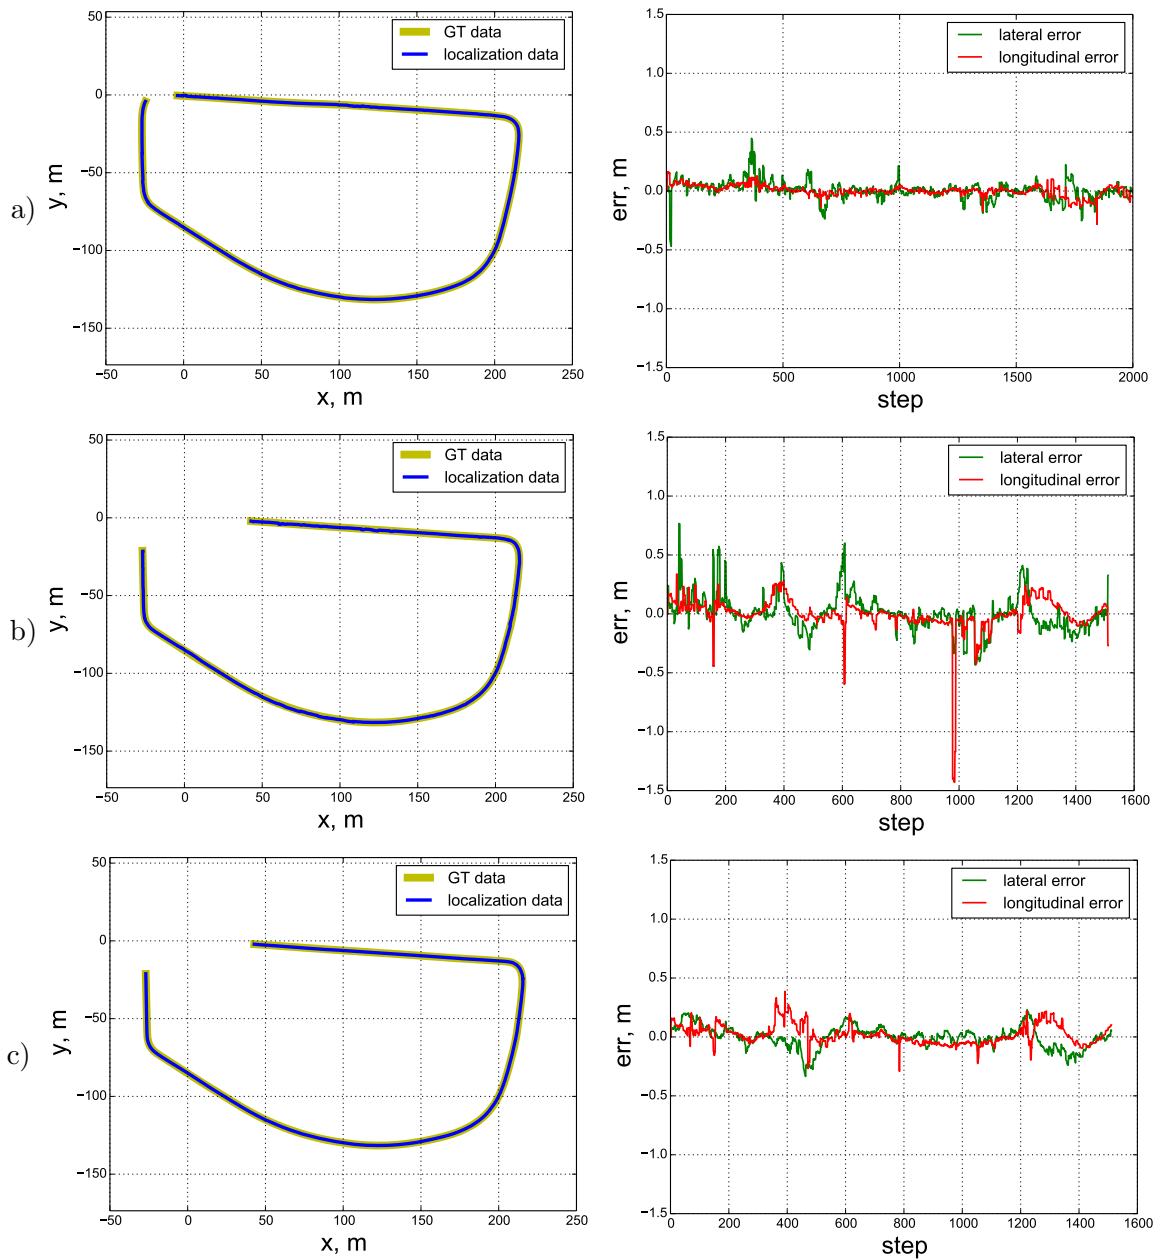 a)
50
0
−50
−100
−150
y, m
−50 0 50 100 150 200 250
x, m
GT data
localization data
1.5
1.0
0.5
0.0
−0.5
−1.0
−1.5
err, m
0 500 1000 1500 2000
step
lateral error
longitudinal error
b)
50
0
−50
−100
−150
y, m
−50 0 50 100 150 200 250
x, m
GT data
localization data
1.5
1.0
0.5
0.0
−0.5
−1.0
−1.5
err, m
0 200 400 600 800 1000 1200 1400 1600
step
lateral error
longitudinal error
c)
50
0
−50
−100
−150
y, m
−50 0 50 100 150 200 250
x, m
GT data
localization data
1.5
1.0
0.5
0.0
−0.5
−1.0
−1.5
err, m
0 200 400 600 800 1000 1200 1400 1600
step
lateral error
longitudinal error